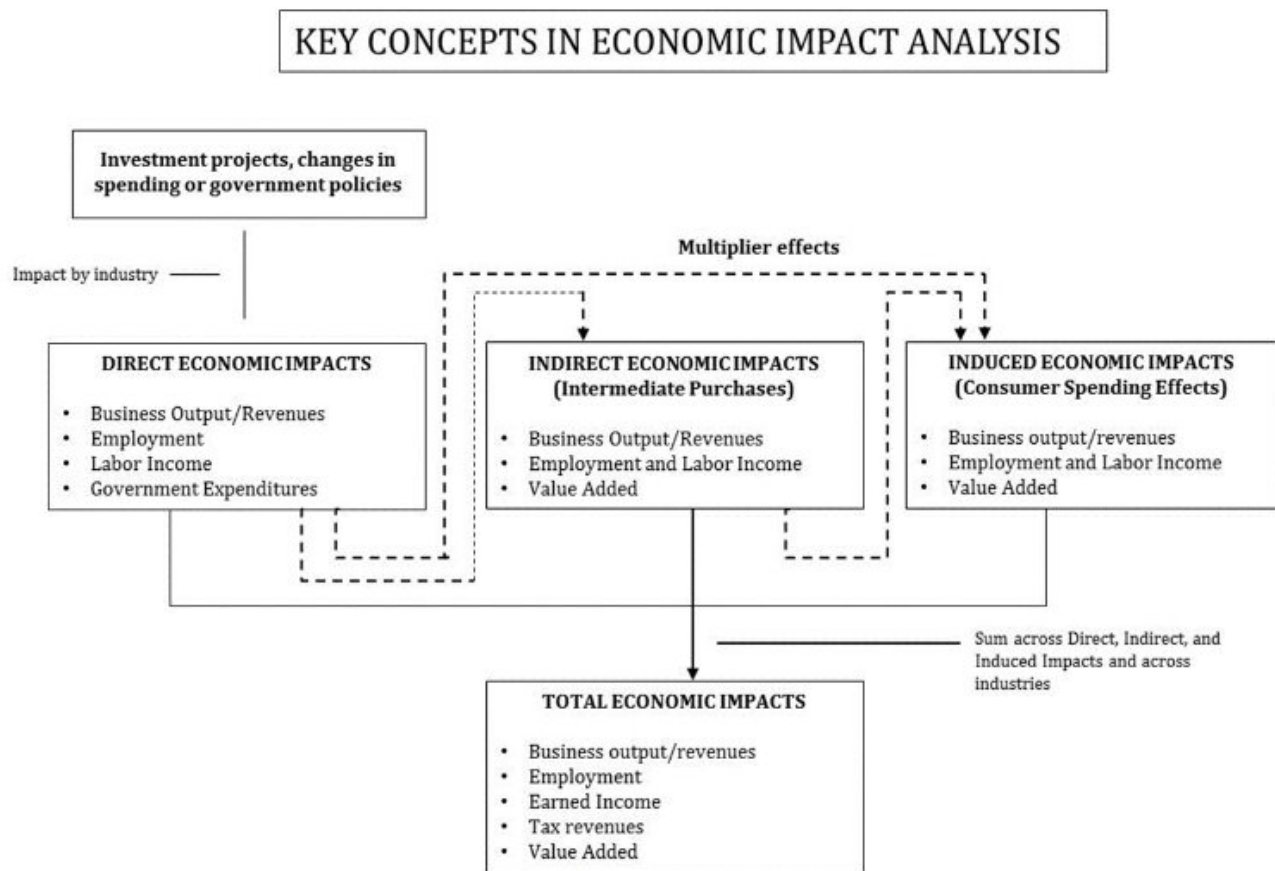 KEY CONCEPTS IN ECONOMIC IMPACT ANALYSIS
Investment projects, changes in
spending or government policies
Impact by industry
Multiplier effects
DIRECT ECONOMIC IMPACTS
• Business Output/Revenues
• Employment
• Labor Income
• Government Expenditures
INDIRECT ECONOMIC IMPACTS
(Intermediate Purchases)
• Business Output/Revenues
• Employment and Labor Income
• Value Added
INDUCED ECONOMIC IMPACTS
(Consumer Spending Effects)
• Business output/revenues
• Employment and Labor Income
• Value Added
Sum across Direct, Indirect, and
Induced Impacts and across
industries
TOTAL ECONOMIC IMPACTS
• Business output/revenues
• Employment
• Earned Income
• Tax revenues
• Value Added